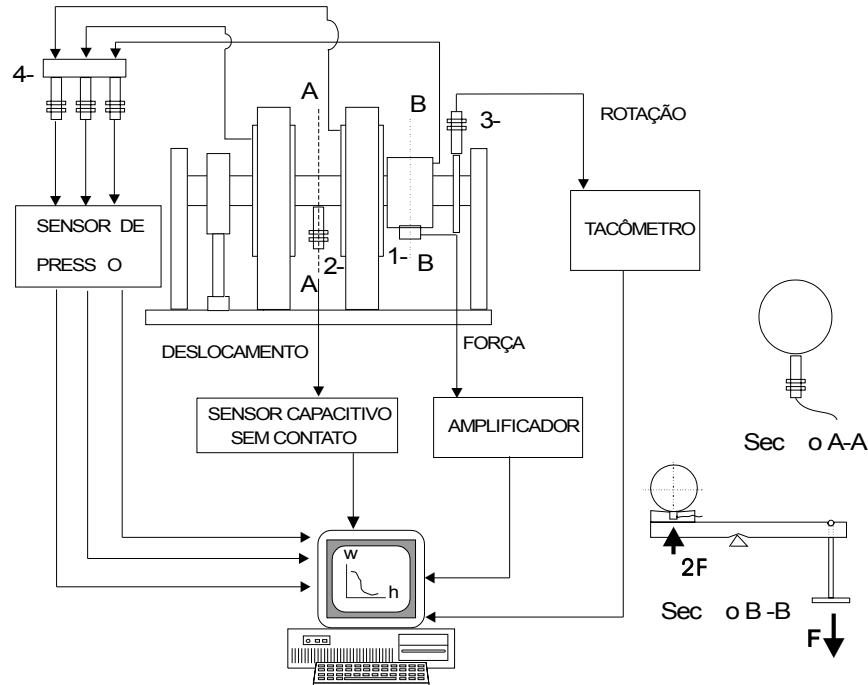 4-
A
B
3-
ROTAÇÃO
SENSOR DE
PRESS O
TACÔMETRO
2-
1-
A
B
DESLOCAMENTO
FORÇA
SENSOR CAPACITIVO
SEM CONTATO
AMPLIFICADOR
Sec o A-A
w
h
2F
Sec o B-B
F